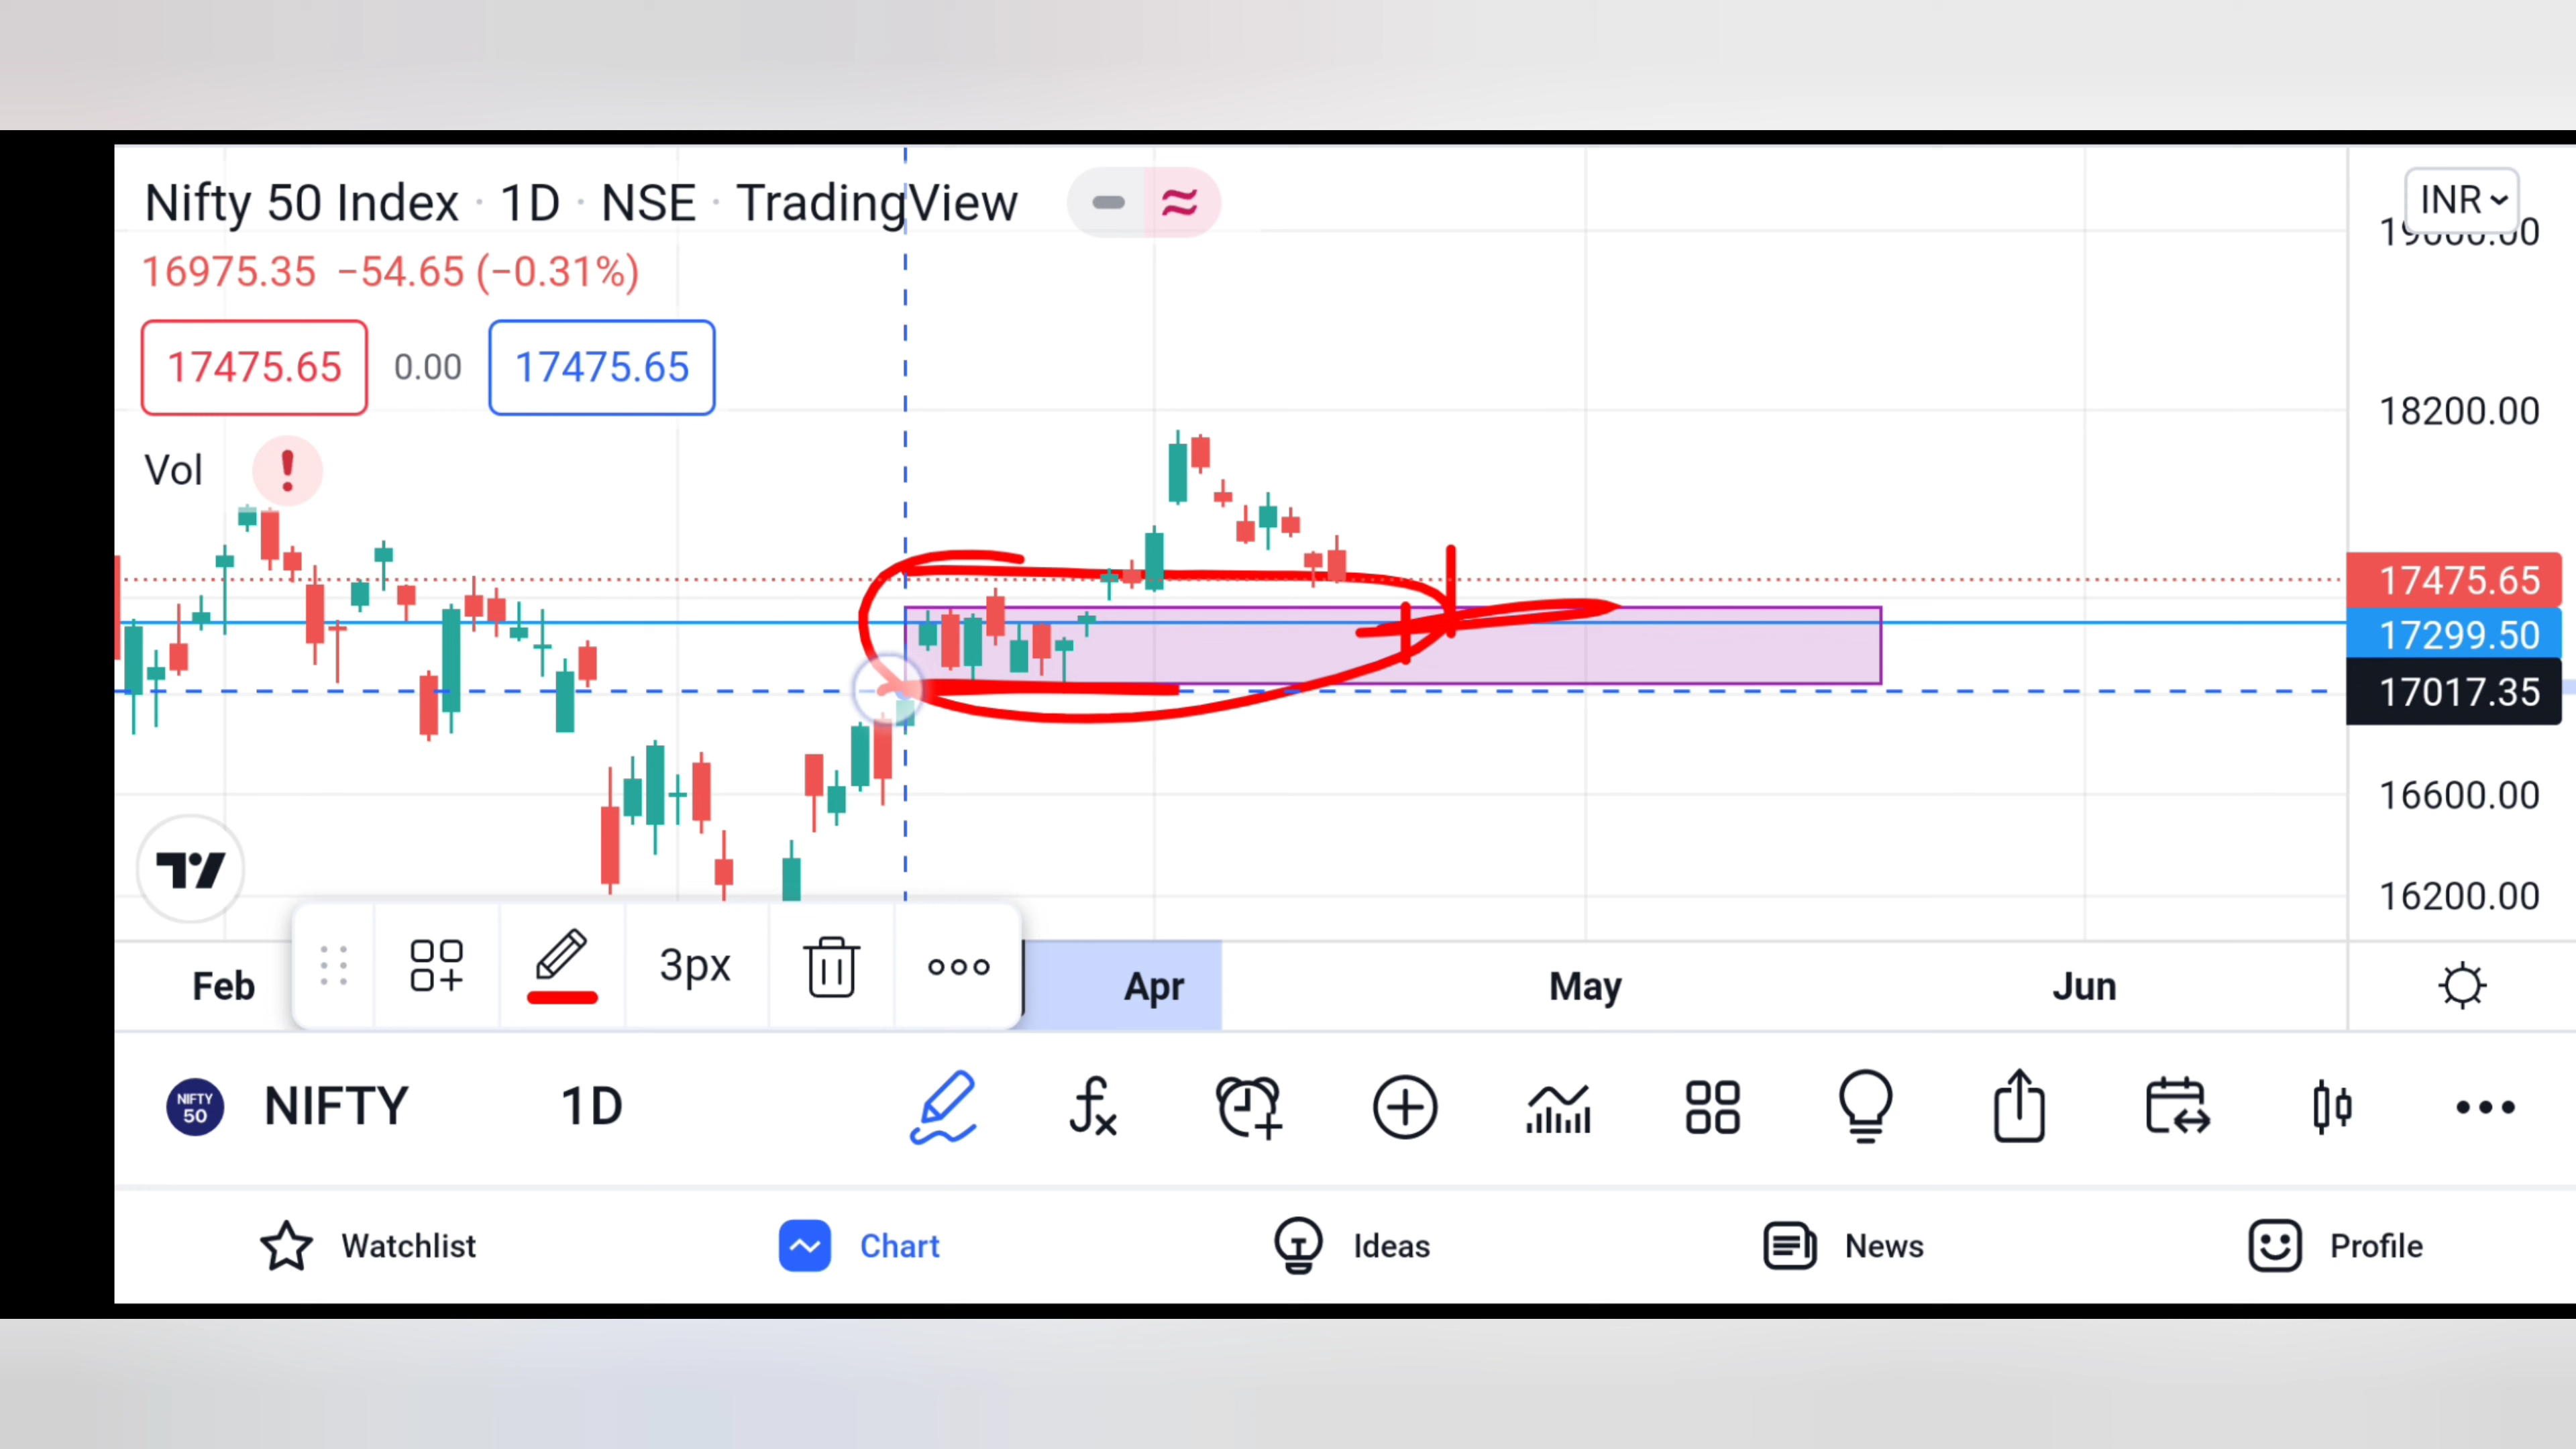 Nifty 50 Index · 1D · NSE · TradingView
16975.35 −54.65 (−0.31%)
17475.65 0.00 17475.65
Vol
INR
18200.00
17475.65
17299.50
17017.35
16600.00
16200.00
Feb
3px
Apr
May
Jun
NIFTY
50
NIFTY
1D
Watchlist
Chart
Ideas
News
Profile